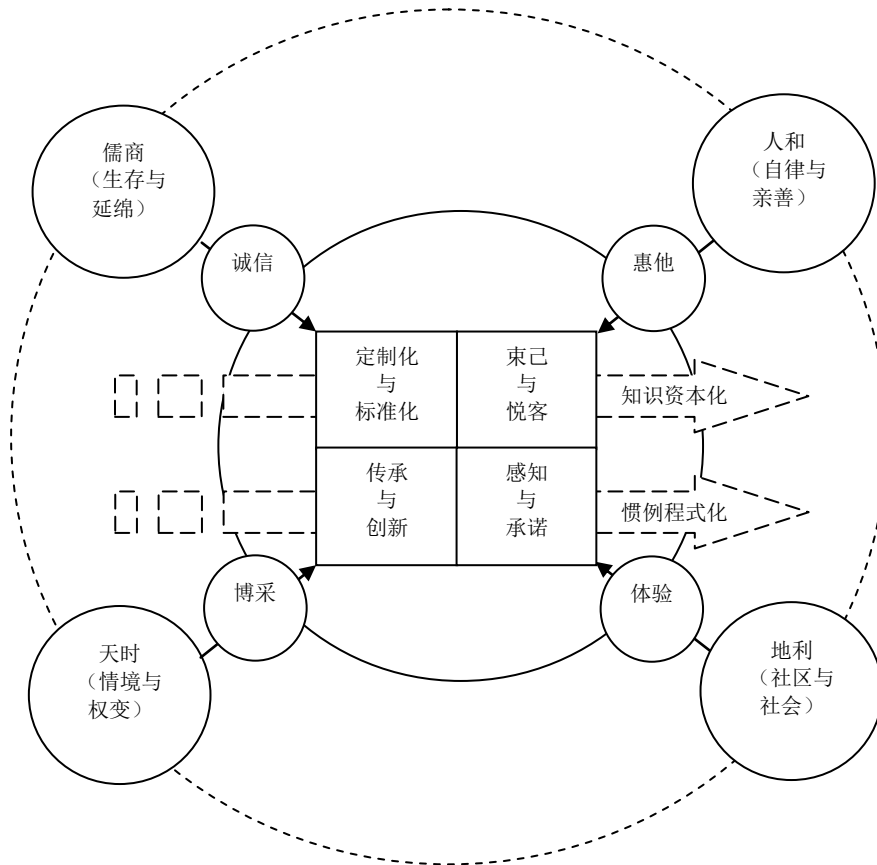 儒商
（生存与
延绵）
人和
（自律与
亲善）
诚信
惠他
定制化
与
标准化
束己
与
悦客
知识资本化
传承
与
创新
感知
与
承诺
惯例程式化
博采
体验
天时
（情境与
权变）
地利
（社区与
社会）